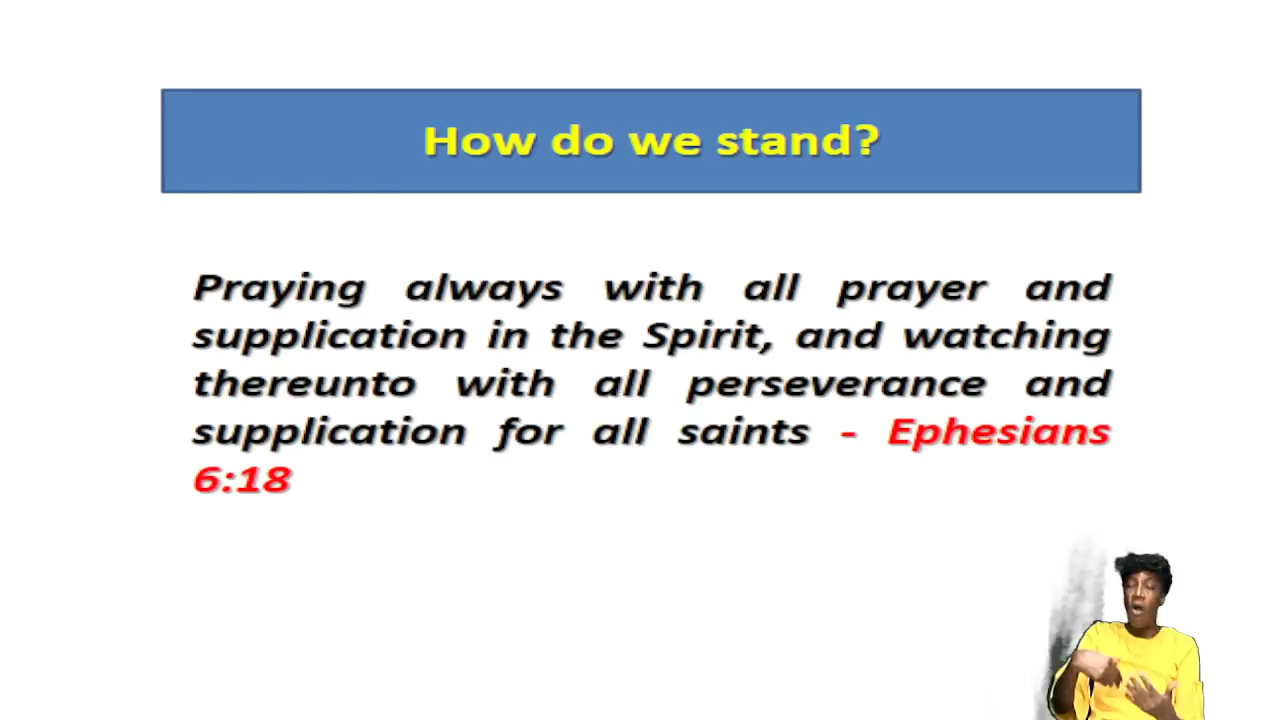 How do we stand?
Praying always with all prayer and
supplication in the Spirit, and watching
thereunto with all perseverance and
supplication for all saints - Ephesians
6:18